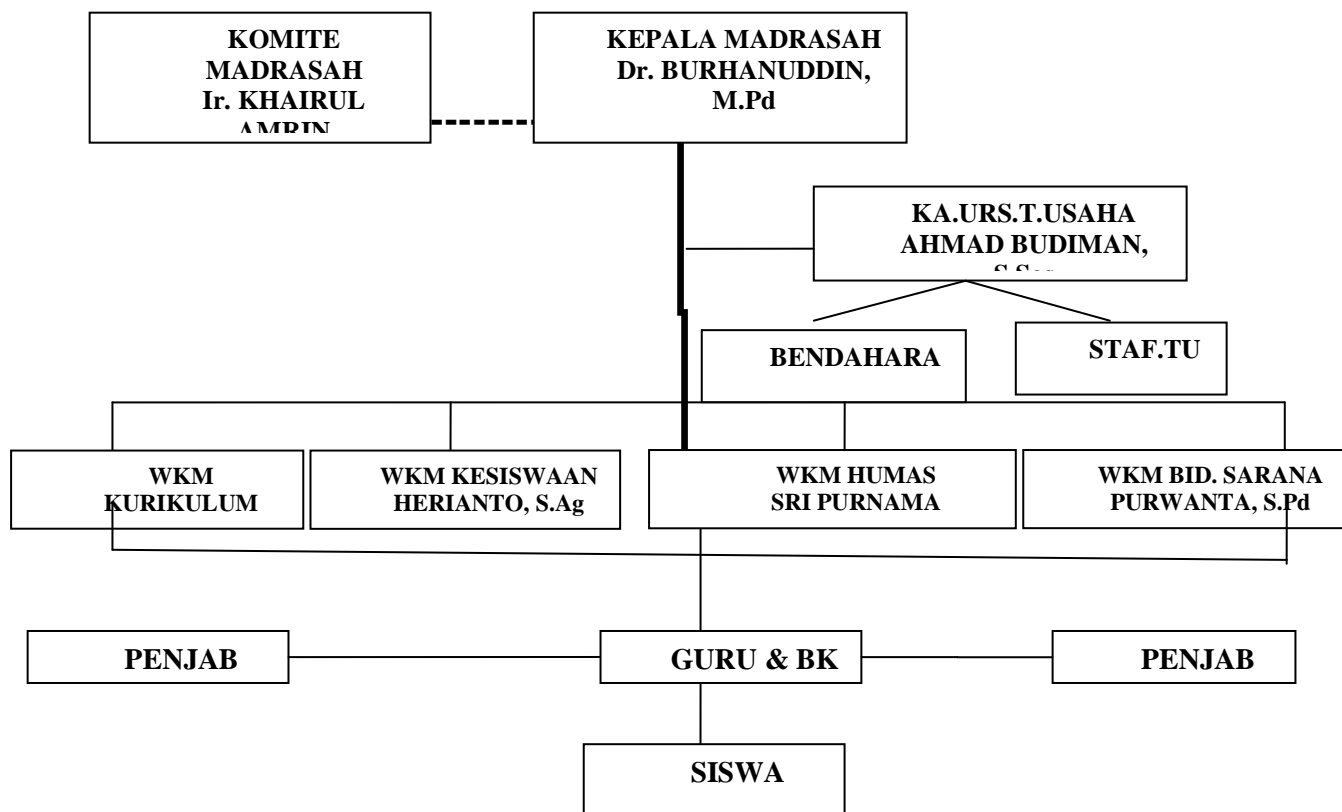 KOMITE
MADRASAH
Ir. KHAIRUL
AMRIN
KEPALA MADRASAH
Dr. BURHANUDDIN,
M.Pd
KA.URS.T.USAHA
AHMAD BUDIMAN,
BENDAHARA
STAF.TU
WKM
KURIKULUM
WKM KESISWAAN
HERIANTO, S.Ag
WKM HUMAS
SRI PURNAMA
WKM BID. SARANA
PURWANTA, S.Pd
PENJAB
GURU & BK
PENJAB
SISWA